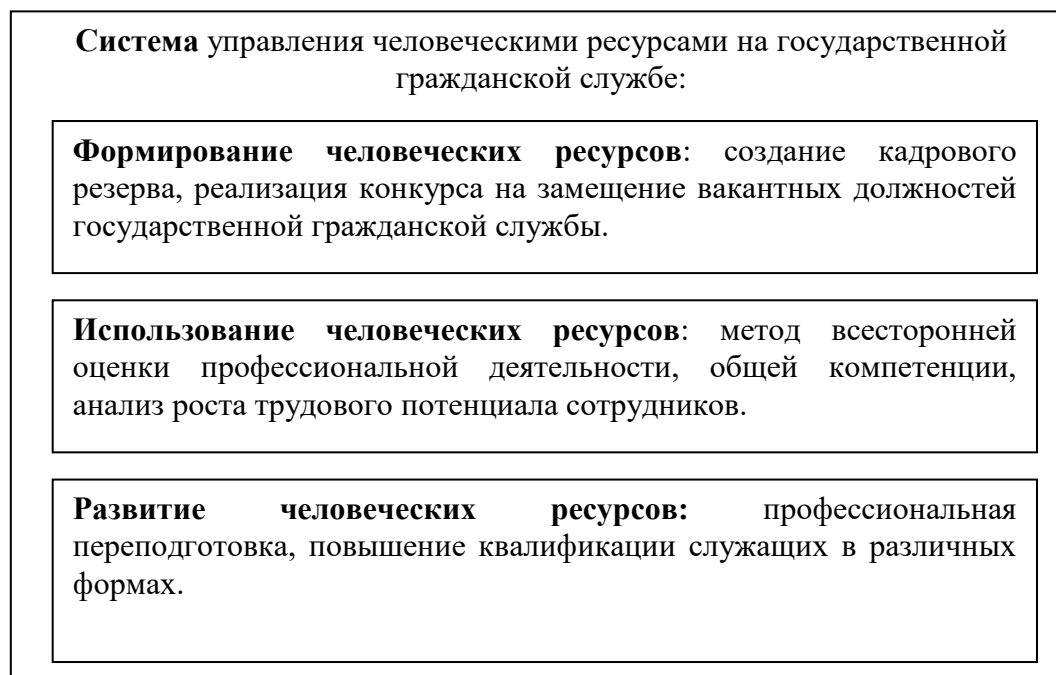 Система управления человеческими ресурсами на государственной
гражданской службе:
Формирование человеческих ресурсов: создание кадрового
резерва, реализация конкурса на замещение вакантных должностей
государственной гражданской службы.
Использование человеческих ресурсов: метод всесторонней
оценки профессиональной деятельности, общей компетенции,
анализ роста трудового потенциала сотрудников.
Развитие человеческих ресурсов: профессиональная
переподготовка, повышение квалификации служащих в различных
формах.